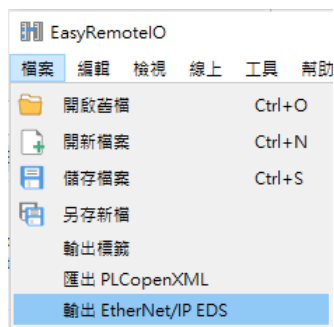 EasyRemoteIO
檔案 編輯 檢視 線上 工具 幫助
開啟舊檔 Ctrl+O
開新檔案 Ctrl+N
儲存檔案 Ctrl+S
另存新檔
輸出標籤
匯出 PLCopenXML
輸出 EtherNet/IP EDS